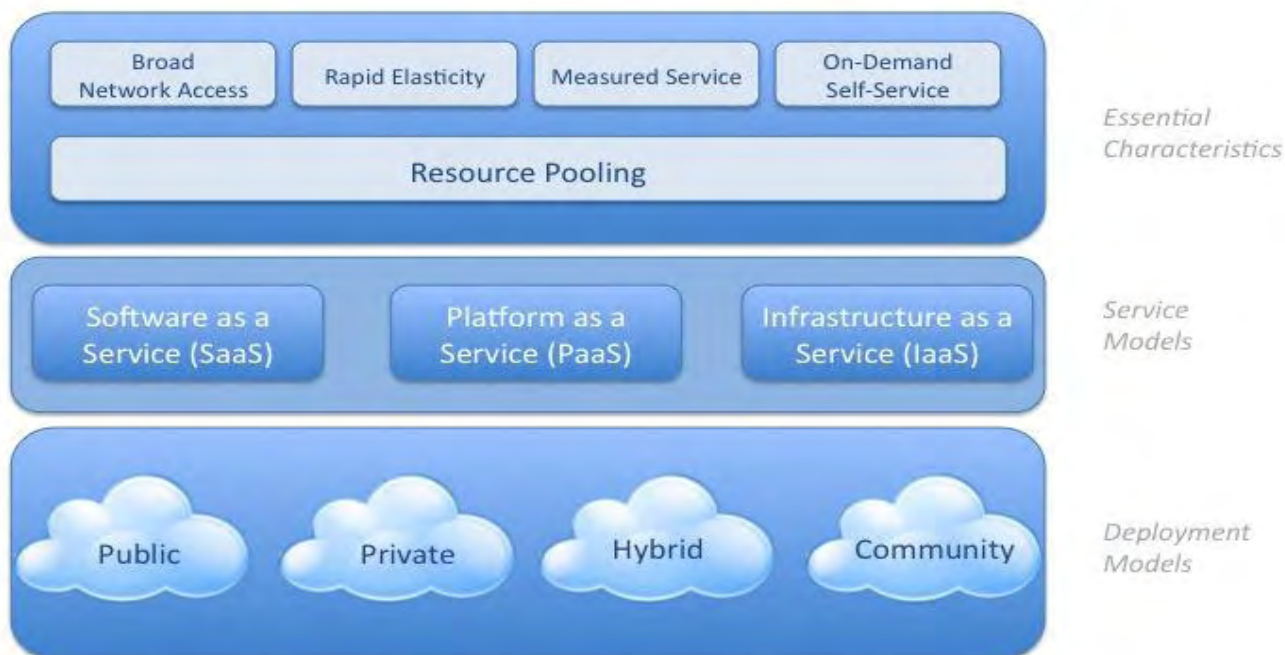 Broad
Network Access
Rapid Elasticity
Measured Service
On-Demand
Self-Service
Resource Pooling
Essential
Characteristics
Software as a
Service (SaaS)
Platform as a
Service (PaaS)
Infrastructure as a
Service (IaaS)
Service
Models
Public
Private
Hybrid
Community
Deployment
Models